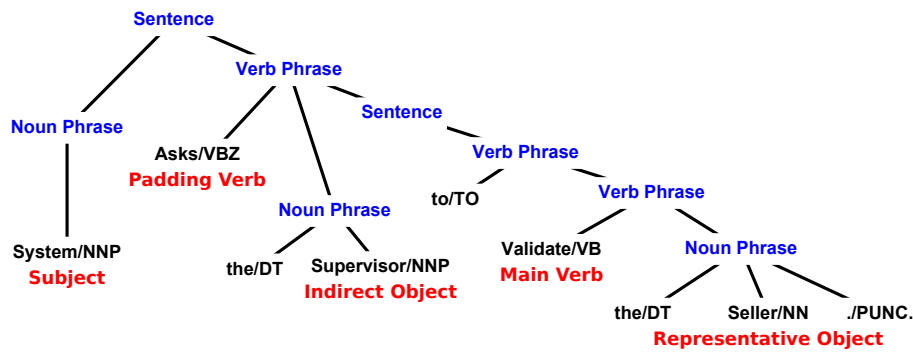 Sentence
Verb Phrase
Sentence
Noun Phrase
Asks/VBZ
Padding Verb
Verb Phrase
to/TO
Verb Phrase
Noun Phrase
System/NNP
Subject
the/DT
Supervisor/NNP
Indirect Object
Validate/VB
Main Verb
Noun Phrase
the/DT
Seller/NN
./PUNC.
Representative Object